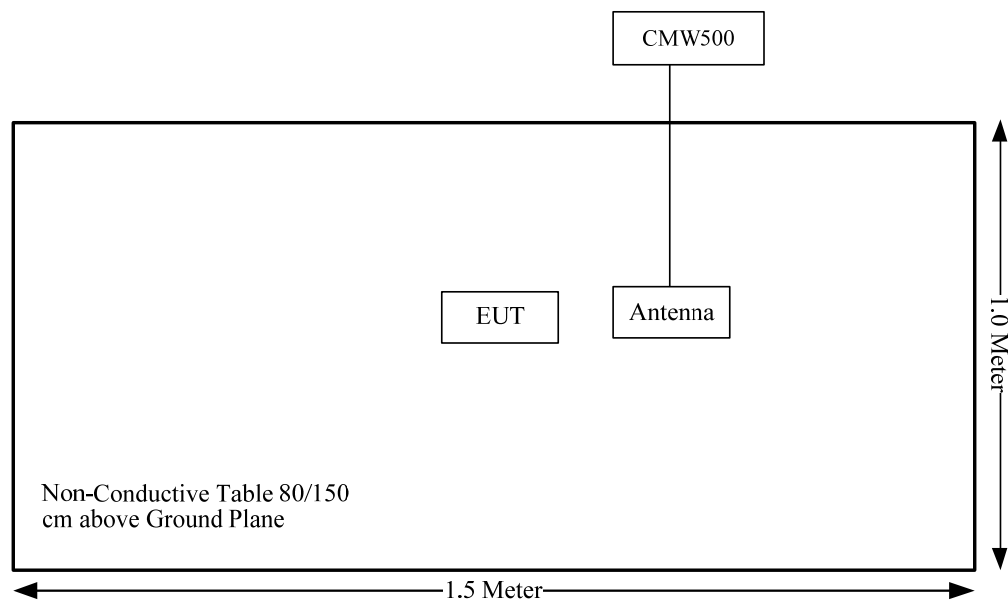 CMW500
EUT
Antenna
1.0 Meter
Non-Conductive Table 80/150
cm above Ground Plane
1.5 Meter